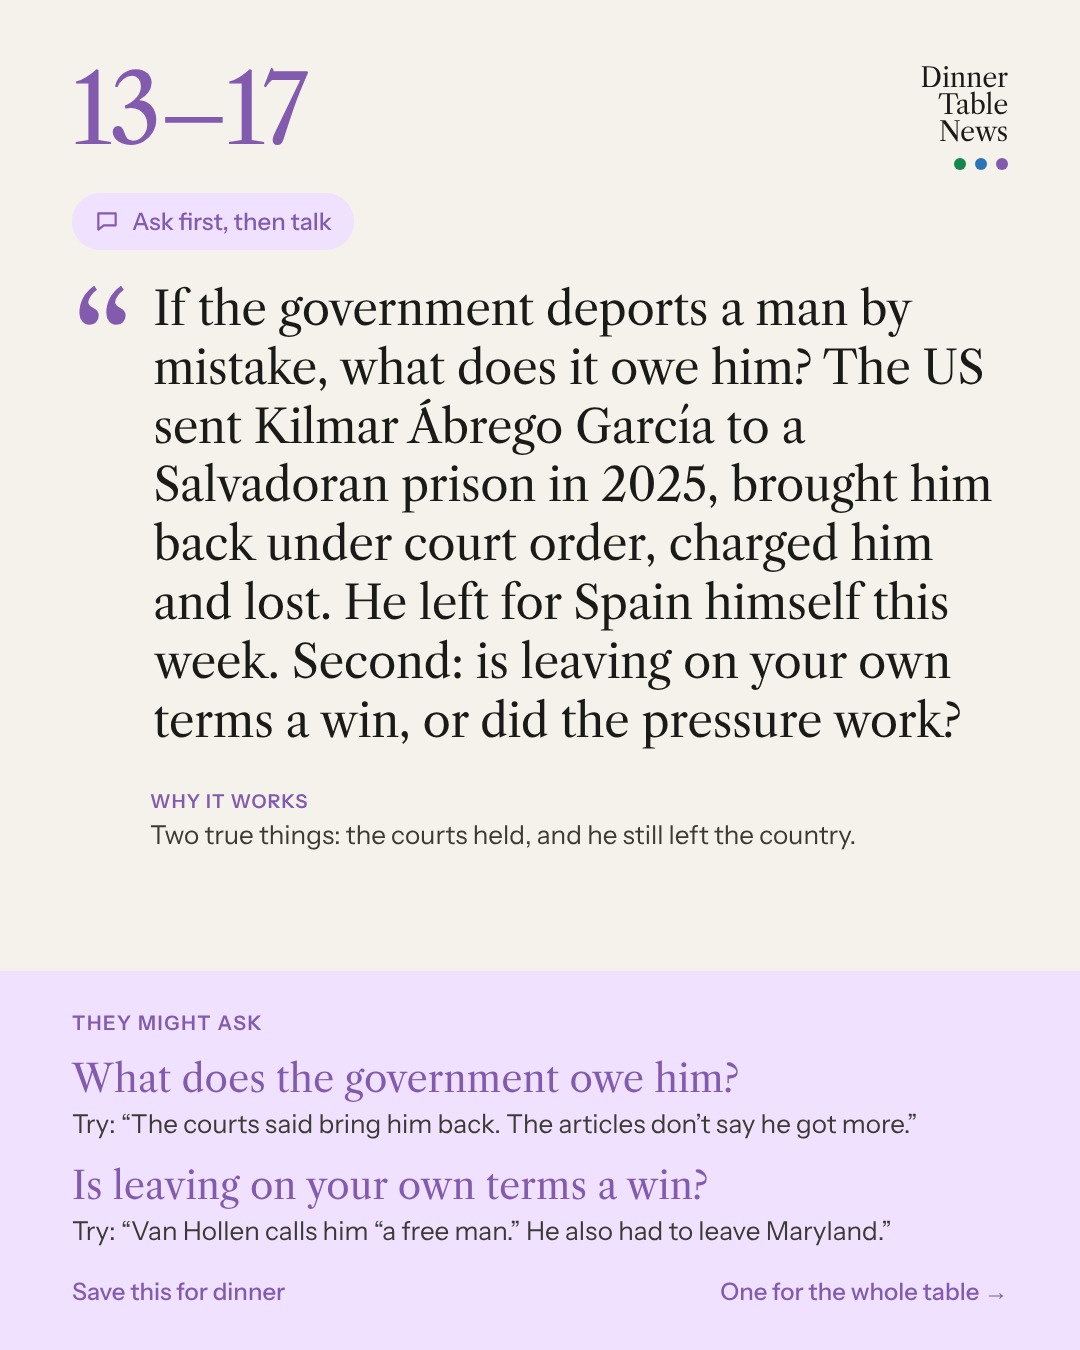 13–17
Dinner
Table
News
Ask first, then talk
“ If the government deports a man by
mistake, what does it owe him? The US
sent Kilmar Ábrego García to a
Salvadoran prison in 2025, brought him
back under court order, charged him
and lost. He left for Spain himself this
week. Second: is leaving on your own
terms a win, or did the pressure work?
WHY IT WORKS
Two true things: the courts held, and he still left the country.
THEY MIGHT ASK
What does the government owe him?
Try: “The courts said bring him back. The articles don’t say he got more.”
Is leaving on your own terms a win?
Try: “Van Hollen calls him “a free man.” He also had to leave Maryland.”
Save this for dinner
One for the whole table →